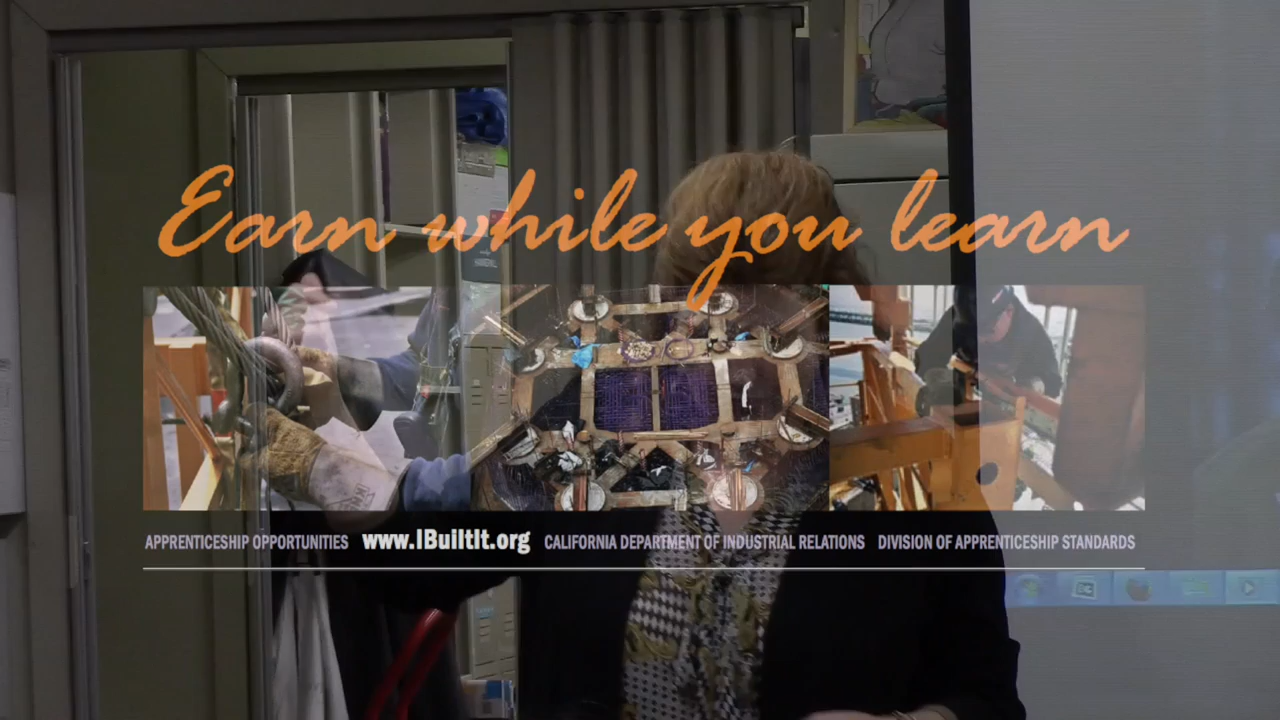 Earn while you learn
APPRENTICESHIP OPPORTUNITIES www.IBuiltIt.org CALIFORNIA DEPARTMENT OF INDUSTRIAL RELATIONS DIVISION OF APPRENTICESHIP STANDARDS